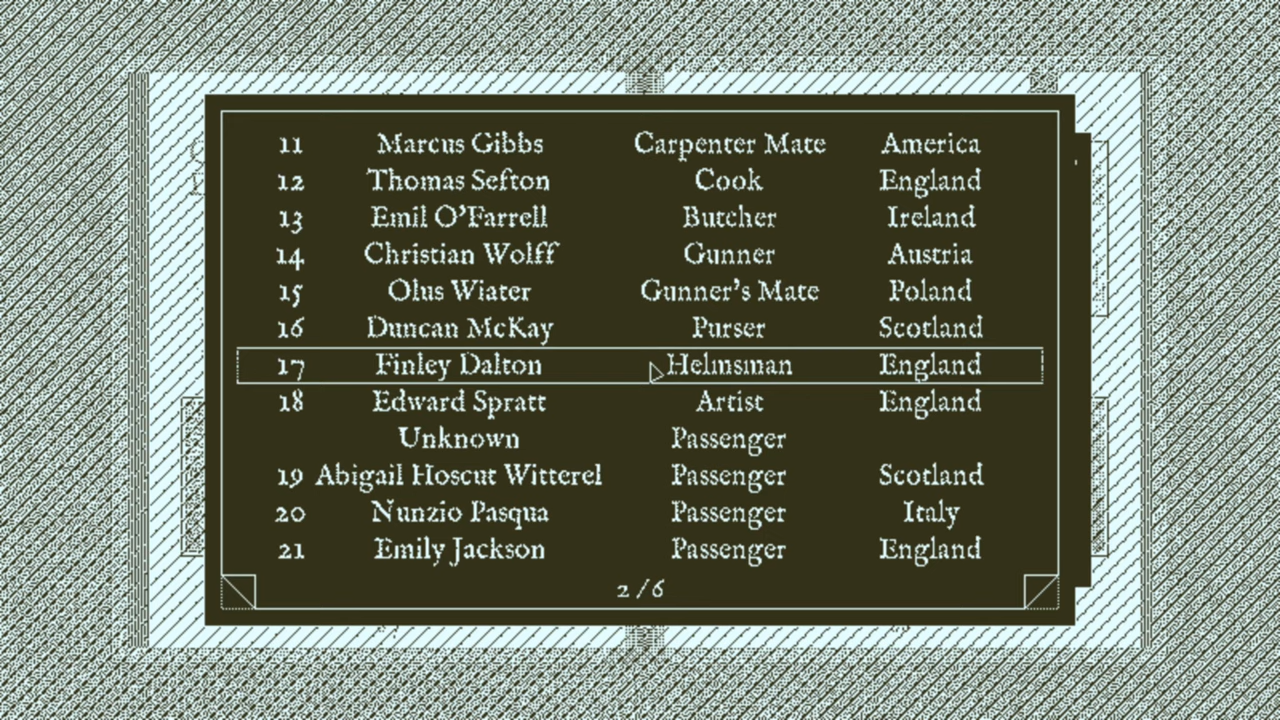 11 Marcus Gibbs Carpenter Mate America
12 Thomas Sefton Cook England
13 Emil O'Farrell Butcher Ireland
14 Christian Wolff Gunner Austria
15 Olus Wiater Gunner's Mate Poland
16 Duncan McKay Purser Scotland
17 Finley Dalton Helmsman England
18 Edward Spratt Artist England
Unknown Passenger
19 Abigail Hoscut Witterel Passenger Scotland
20 Nunzio Pasqua Passenger Italy
21 Emily Jackson Passenger England
2/6